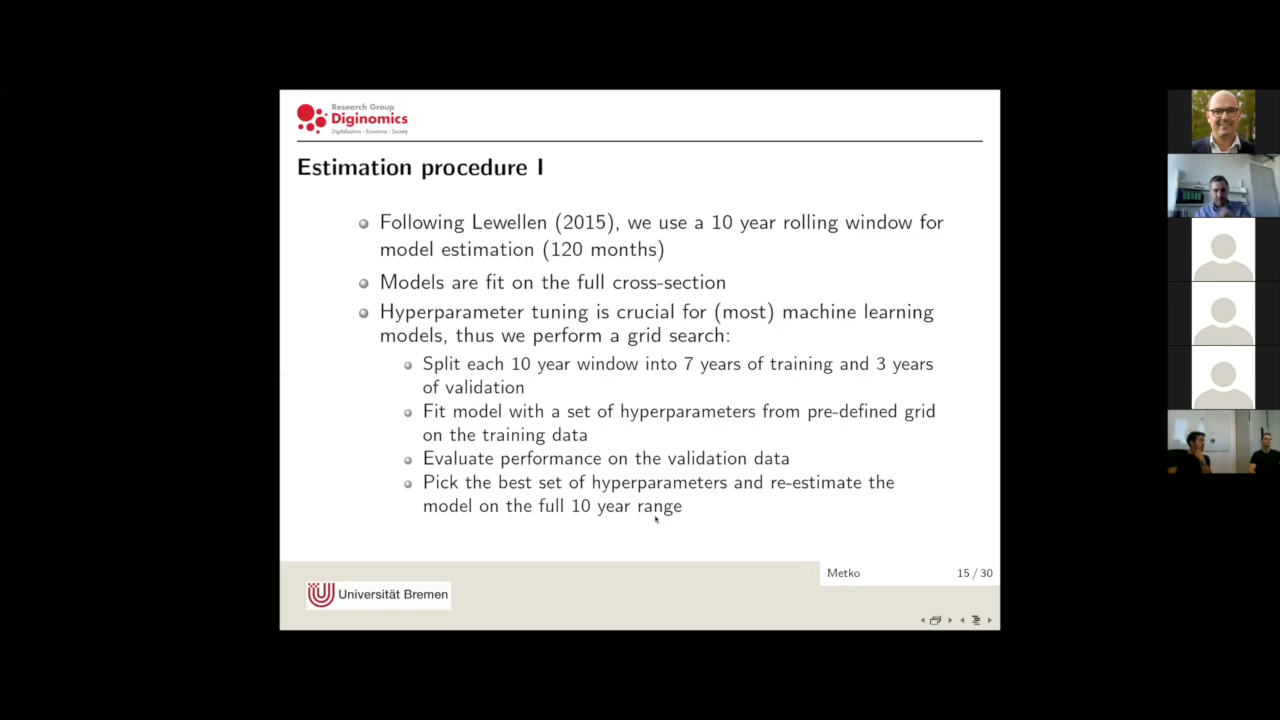 Research Group
Diginomics
Digitalization - Economy - Society
Estimation procedure I
Following Lewellen (2015), we use a 10 year rolling window for
model estimation (120 months)
Models are fit on the full cross-section
Hyperparameter tuning is crucial for (most) machine learning
models, thus we perform a grid search:
Split each 10 year window into 7 years of training and 3 years
of validation
Fit model with a set of hyperparameters from pre-defined grid
on the training data
Evaluate performance on the validation data
Pick the best set of hyperparameters and re-estimate the
model on the full 10 year range
Metko 15 / 30
Universität Bremen